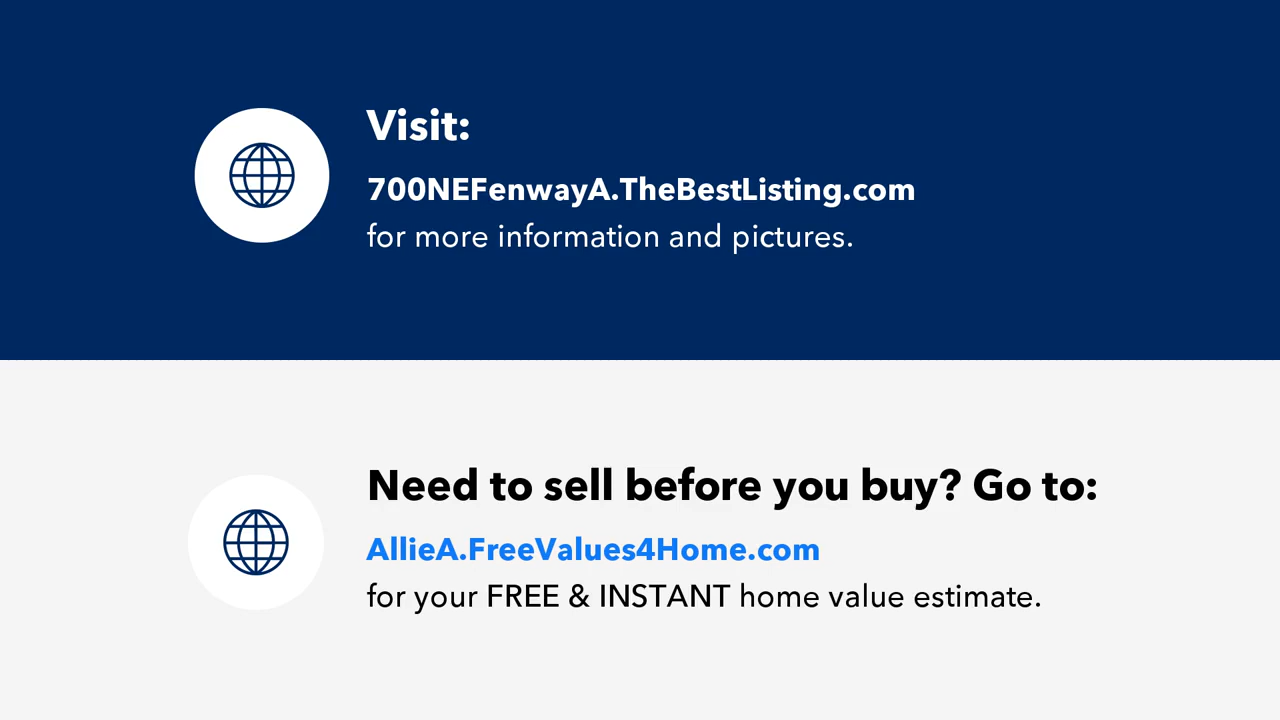 Visit:
700NEFenwayA.TheBestListing.com
for more information and pictures.
Need to sell before you buy? Go to:
AllieA.FreeValues4Home.com
for your FREE & INSTANT home value estimate.